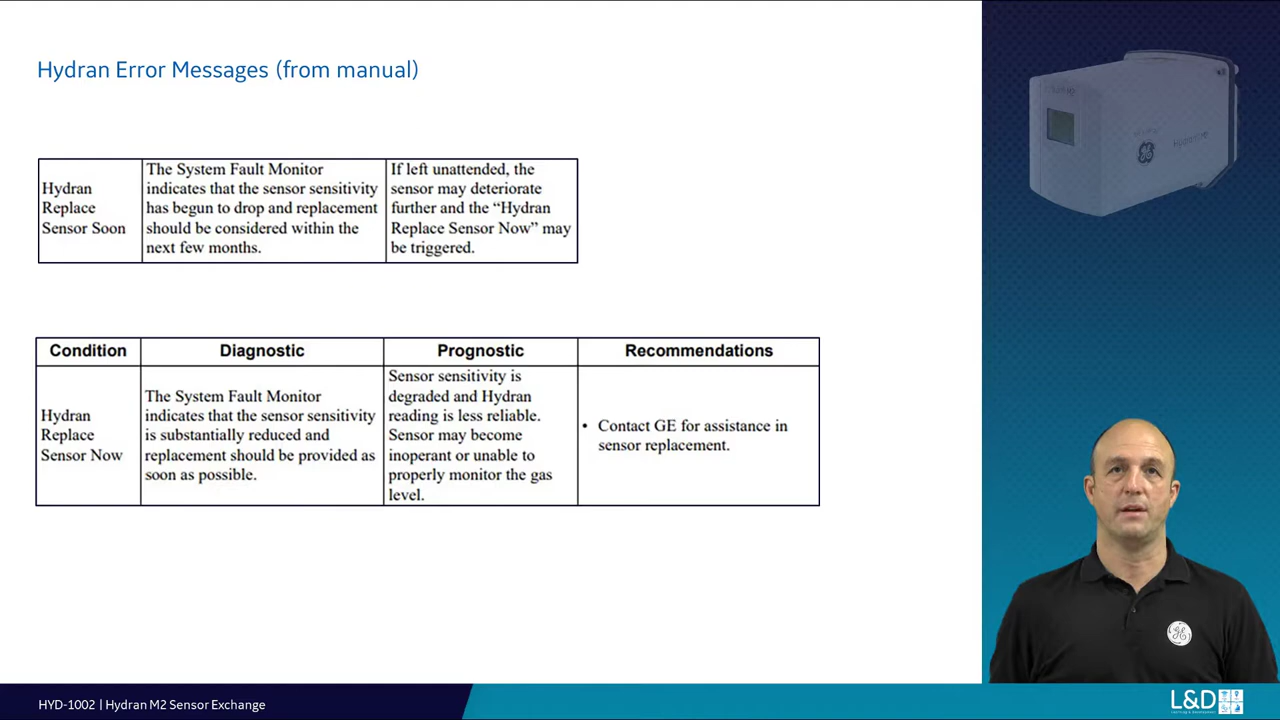 Hydran Error Messages (from manual)
Hydran
Replace
Sensor Soon
The System Fault Monitor
indicates that the sensor sensitivity
has begun to drop and replacement
should be considered within the
next few months.
If left unattended, the
sensor may deteriorate
further and the “Hydran
Replace Sensor Now” may
be triggered.
Condition
Diagnostic
Prognostic
Recommendations
Hydran
Replace
Sensor Now
The System Fault Monitor
indicates that the sensor sensitivity
is substantially reduced and
replacement should be provided as
soon as possible.
Sensor sensitivity is
degraded and Hydran
reading is less reliable.
Sensor may become
inoperant or unable to
properly monitor the gas
level.
• Contact GE for assistance in
sensor replacement.
HYD-1002 | Hydran M2 Sensor Exchange
L&D